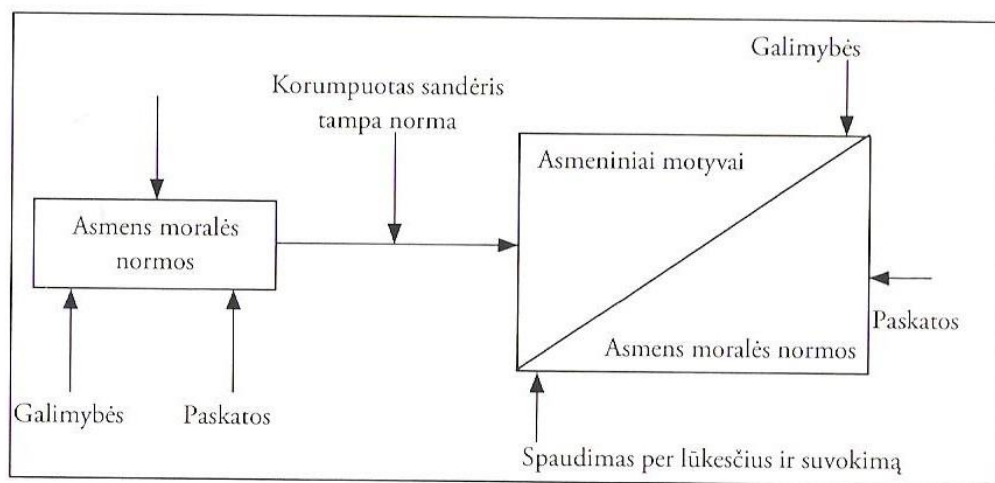 Galimybės
Korumpuotas sandėris
tampa norma
Asmeniniai motyvai
Asmens moralės
normos
Paskatos
Asmens moralės normos
Galimybės
Paskatos
Spaudimas per lūkesčius ir suvokimą